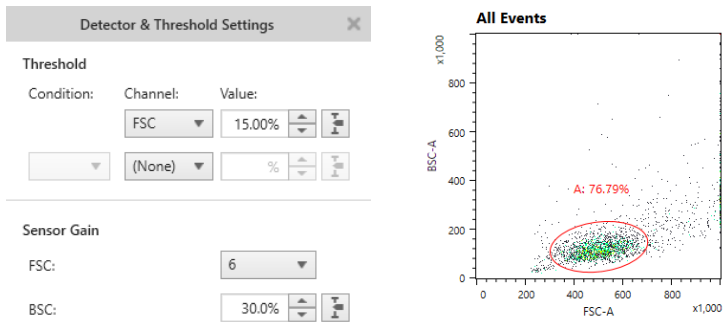 Detector & Threshold Settings
Threshold
Condition: Channel: Value:
FSC 15.00%
(None) %
Sensor Gain
FSC: 6
BSC: 30.0%
All Events
x1,000
800
600
400
200
0
BSC-A
A: 76.79%
0 200 400 600 800
FSC-A x1,000